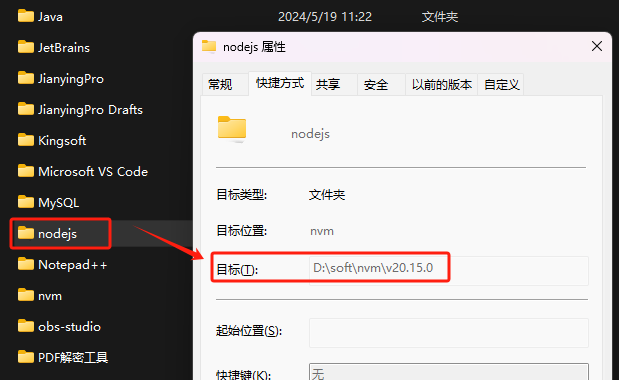 Java
2024/5/19 11:22
文件夹
JetBrains
JianyingPro
JianyingPro Drafts
Kingsoft
Microsoft VS Code
MySQL
nodejs
Notepad++
nvm
obs-studio
PDF解密工具
nodejs 属性
常规 快捷方式 共享 安全 以前的版本 自定义
nodejs
目标类型: 文件夹
目标位置: nvm
目标(T): D:\soft\nvm\v20.15.0
起始位置(S):
快捷键(K): 无